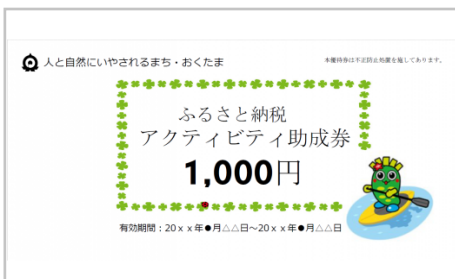 人と自然にいやされるまち・おくたま
本優待券は不正防止処置を施してあります。
ふるさと納税
アクティビティ助成券
1,000円
有効期間：20ｘｘ年●月△△日～20ｘｘ年●月△△日